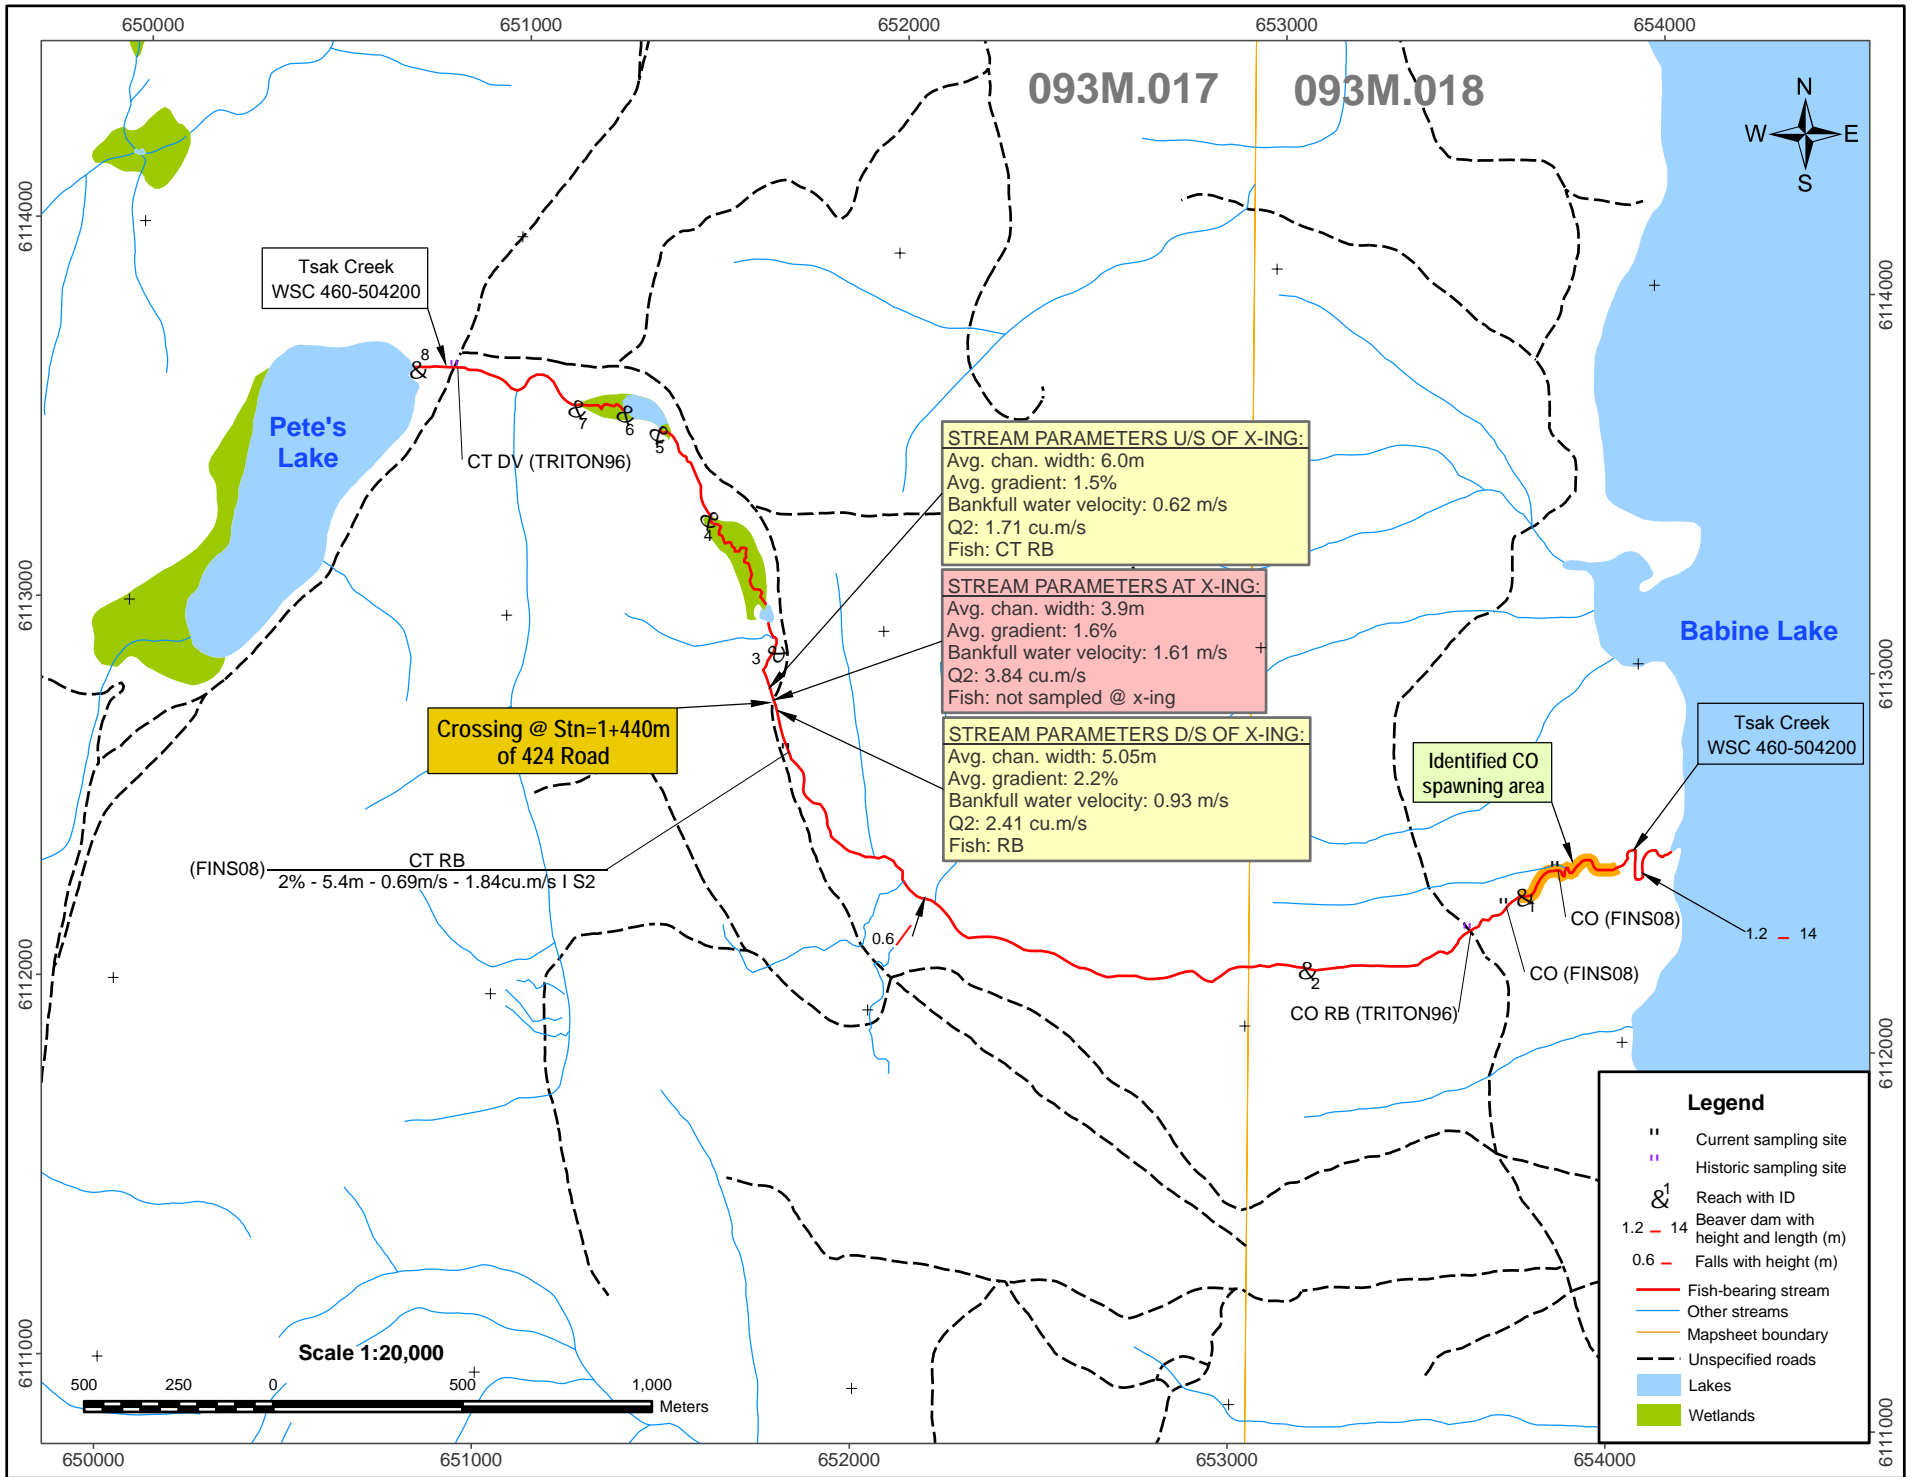 650000
651000
652000
653000
654000
093M.017
093M.018
N
W
E
S
6114000
6113000
6112000
6111000
6114000
6113000
6112000
6111000
Tsak Creek
WSC 460-504200
8
7
6
5
4
3
2
1
Pete's
Lake
CT DV (TRITON96)
STREAM PARAMETERS U/S OF X-ING:
Avg. chan. width: 6.0m
Avg. gradient: 1.5%
Bankfull water velocity: 0.62 m/s
Q2: 1.71 cu.m/s
Fish: CT RB
STREAM PARAMETERS AT X-ING:
Avg. chan. width: 3.9m
Avg. gradient: 1.6%
Bankfull water velocity: 1.61 m/s
Q2: 3.84 cu.m/s
Fish: not sampled @ x-ing
STREAM PARAMETERS D/S OF X-ING:
Avg. chan. width: 5.05m
Avg. gradient: 2.2%
Bankfull water velocity: 0.93 m/s
Q2: 2.41 cu.m/s
Fish: RB
Babine Lake
Crossing @ Stn=1+440m
of 424 Road
Tsak Creek
WSC 460-504200
Identified CO
spawning area
(FINS08)
CT RB
2% - 5.4m - 0.69m/s - 1.84cu.m/s I S2
0.6
CO (FINS08)
1.2 14
CO (FINS08)
CO RB (TRITON96)
Legend
Current sampling site
Historic sampling site
& 1 Reach with ID
1.2 14 Beaver dam with
height and length (m)
0.6 Falls with height (m)
Fish-bearing stream
Other streams
Mapsheet boundary
Unspecified roads
Lakes
Wetlands
Scale 1:20,000
500 250 0 500 1,000
Meters
650000
651000
652000
653000
654000